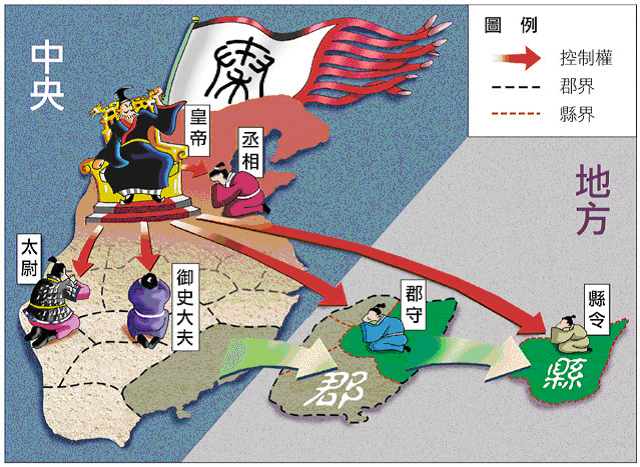 中央
秦
圖例
控制權
郡界
縣界
皇帝
丞相
地方
太尉
御史大夫
郡守
縣令
郡
縣